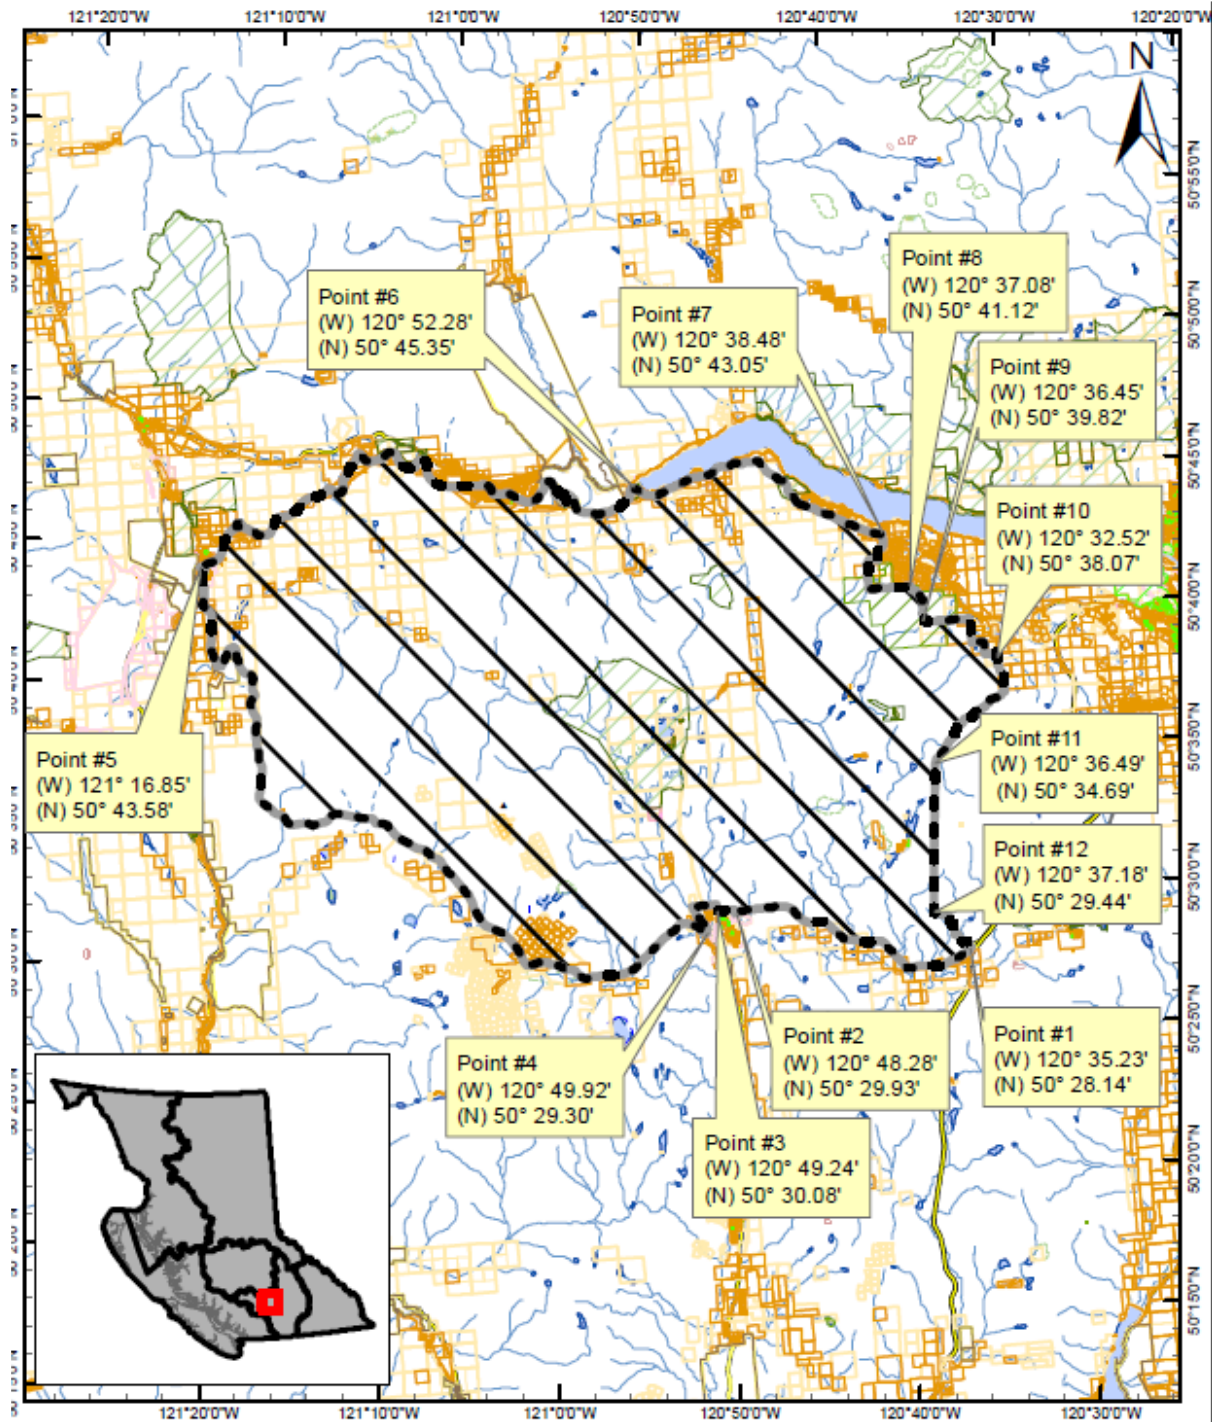 121°20'0"W 121°10'0"W 121°0'0"W 120°50'0"W 120°40'0"W 120°30'0"W 120°20'0"W
N
50°55'0"N
Point #8
(W) 120° 37.08'
(N) 50° 41.12'
Point #6
(W) 120° 52.28'
(N) 50° 45.35'
Point #7
(W) 120° 38.48'
(N) 50° 43.05'
50°50'0"N
Point #9
(W) 120° 36.45'
(N) 50° 39.82'
50°45'0"N
Point #10
(W) 120° 32.52'
(N) 50° 38.07'
50°40'0"N
Point #5
(W) 121° 16.85'
(N) 50° 43.58'
50°35'0"N
Point #11
(W) 120° 36.49'
(N) 50° 34.69'
Point #12
(W) 120° 37.18'
(N) 50° 29.44'
50°30'0"N
Point #4
(W) 120° 49.92'
(N) 50° 29.30'
Point #2
(W) 120° 48.28'
(N) 50° 29.93'
Point #1
(W) 120° 35.23'
(N) 50° 28.14'
50°25'0"N
Point #3
(W) 120° 49.24'
(N) 50° 30.08'
50°20'0"N
50°15'0"N
121°20'0"W 121°10'0"W 121°0'0"W 120°50'0"W 120°40'0"W 120°30'0"W